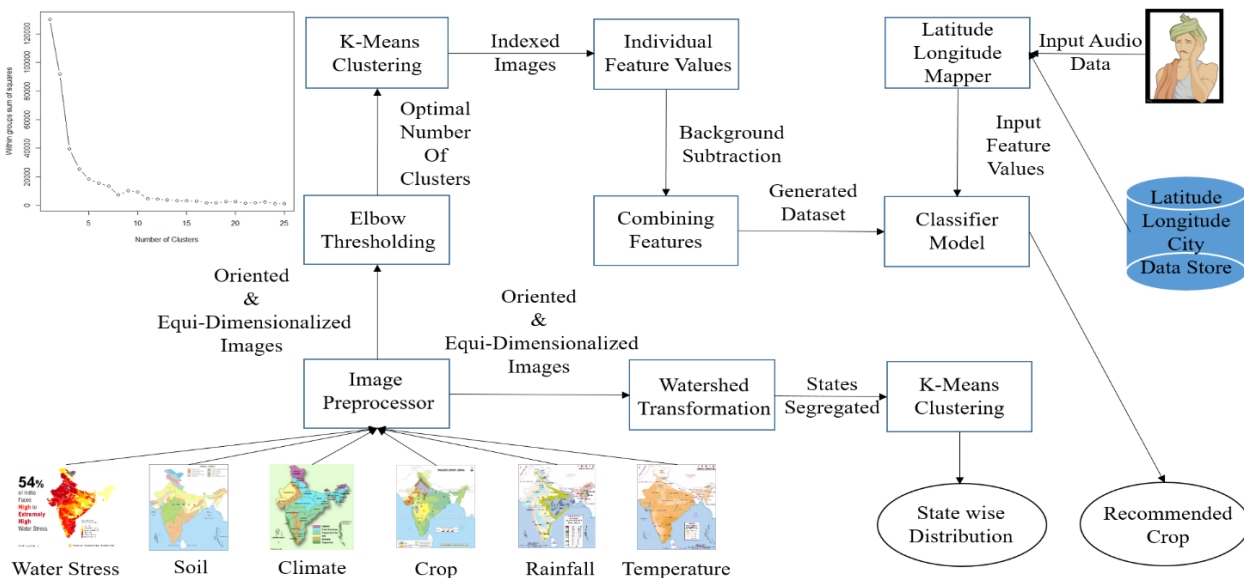 Within groups sum of squares
0
20000
40000
60000
80000
100000
120000
5
10
15
20
25
Number of Clusters
K-Means
Clustering
Indexed
Images
Individual
Feature Values
Latitude
Longitude
Mapper
Input Audio
Data
Optimal
Number
Of
Clusters
Background
Subtraction
Input
Feature
Values
Elbow
Thresholding
Combining
Features
Generated
Dataset
Classifier
Model
Latitude
Longitude
City
Data Store
Oriented
&
Equi-Dimensionalized
Images
Oriented
&
Equi-Dimensionalized
Images
Image
Preprocessor
Watershed
Transformation
States
Segregated
K-Means
Clustering
54%
of India
Faces
High to
Extremely
High
Water Stress
State wise
Distribution
Recommended
Crop
Water Stress
Soil
Climate
Crop
Rainfall
Temperature